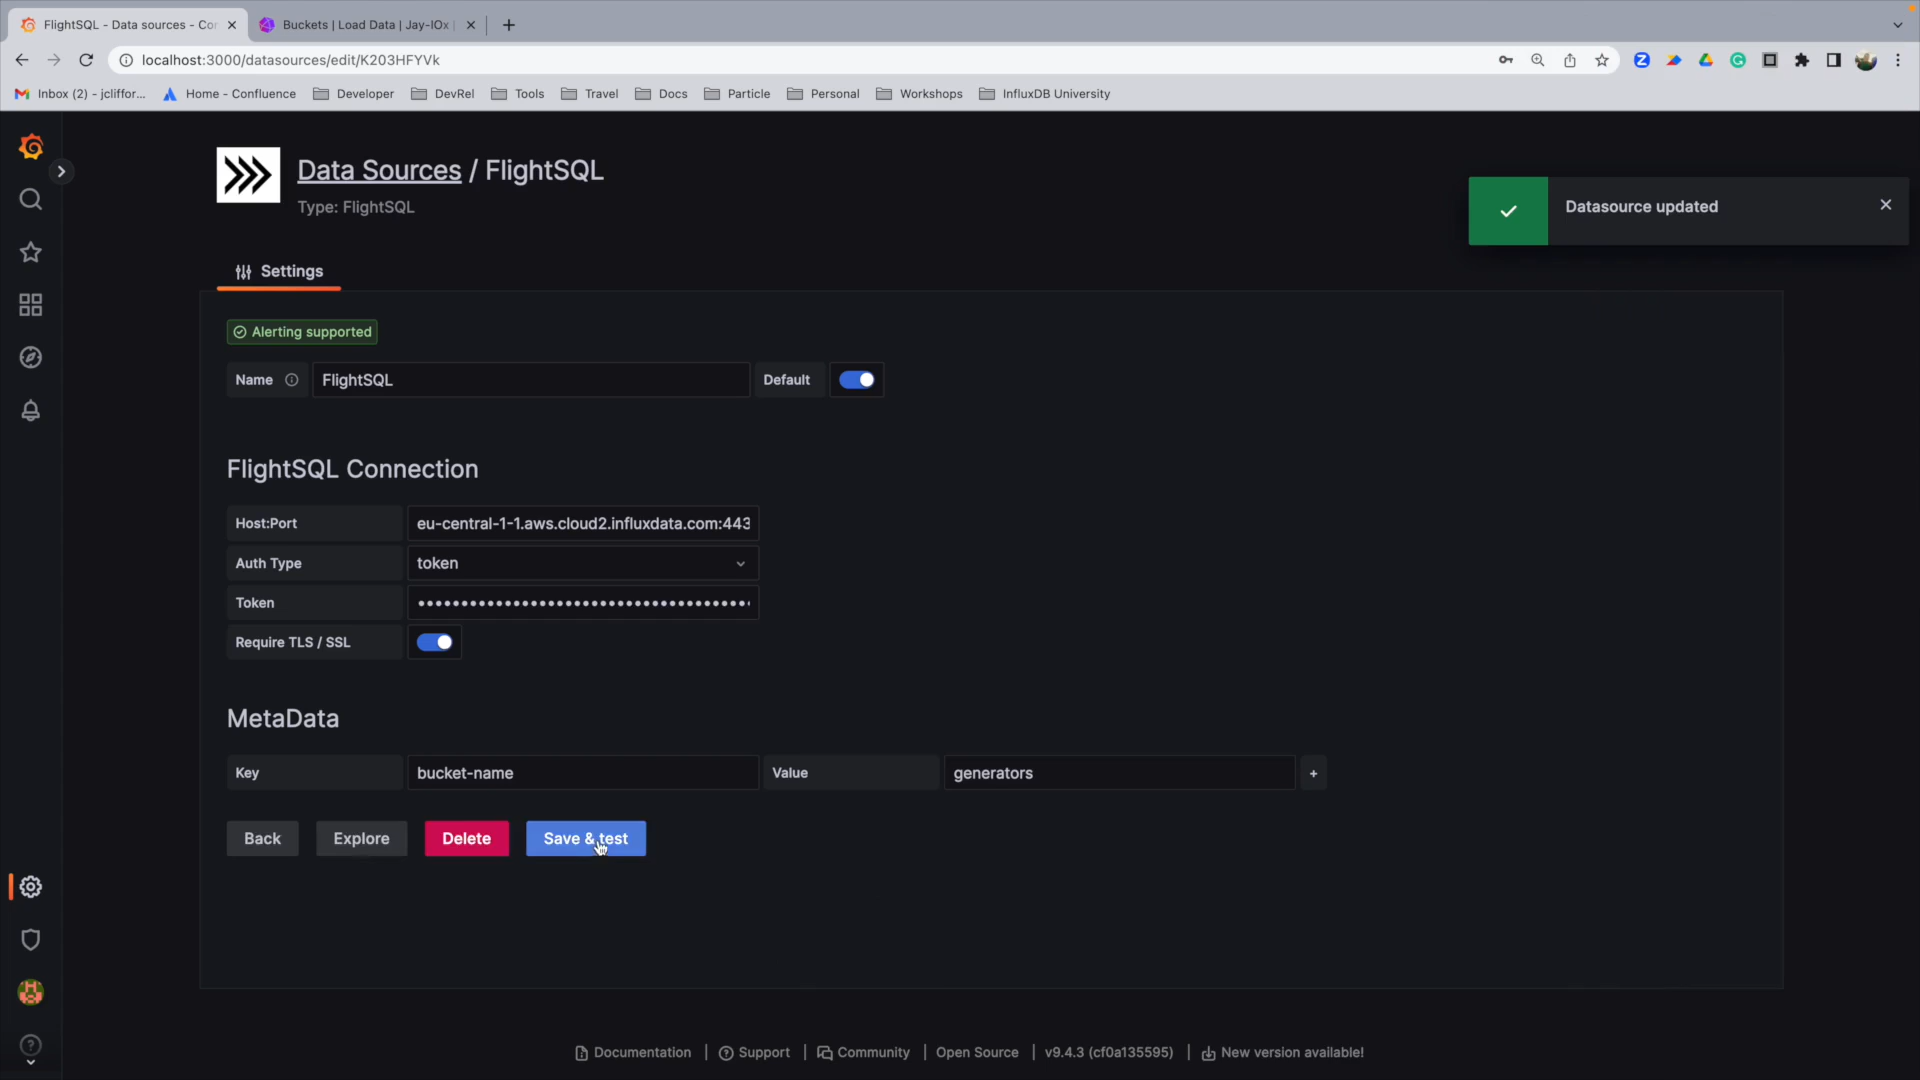 FlightSQL - Data sources - Cor
Buckets | Load Data | Jay-IOx |
localhost:3000/datasources/edit/K203HFYVk
Inbox (2) - jcliffor...
Home - Confluence
Developer
DevRel
Tools
Travel
Docs
Particle
Personal
Workshops
InfluxDB University
Data Sources / FlightSQL
Type: FlightSQL
Datasource updated
Settings
Alerting supported
Name
FlightSQL
Default
FlightSQL Connection
Host:Port
eu-central-1-1.aws.cloud2.influxdata.com:443
Auth Type
token
Token
Require TLS / SSL
MetaData
Key
bucket-name
Value
generators
+
Back
Explore
Delete
Save & test
Documentation | Support | Community | Open Source | v9.4.3 (cf0a135595) | New version available!